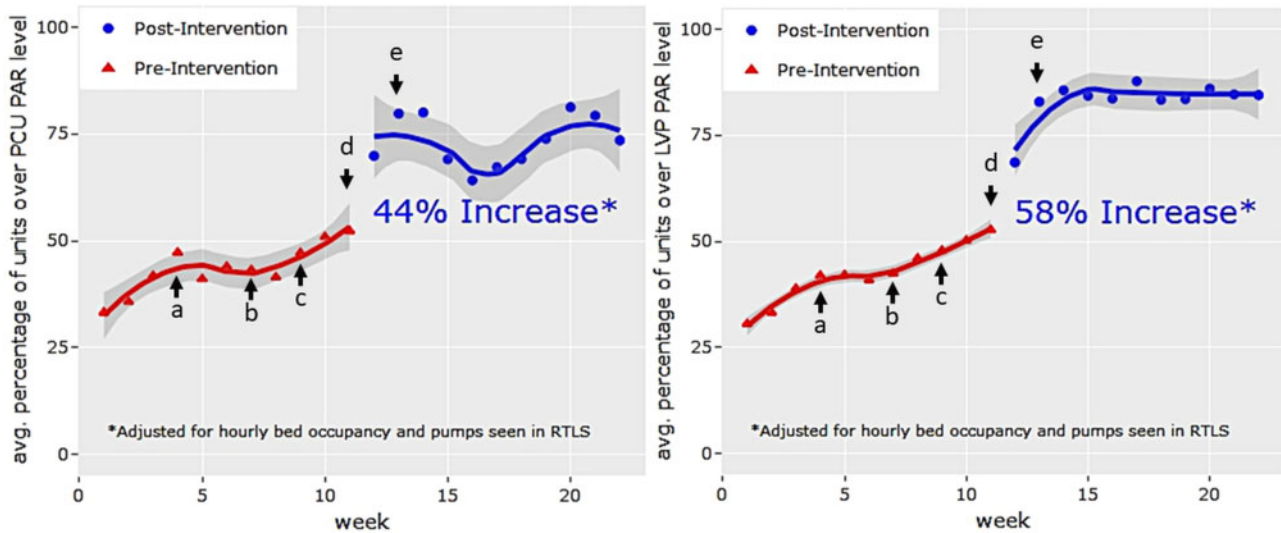 avg. percentage of units over PCU PAR level
100
75
50
25
0
Post-Intervention
Pre-Intervention
e
d
44% Increase*
a
b
c
*Adjusted for hourly bed occupancy and pumps seen in RTLS
0 5 10 15 20
week
avg. percentage of units over LVP PAR level
100
75
50
25
0
Post-Intervention
Pre-Intervention
e
d
58% Increase*
a
b
c
*Adjusted for hourly bed occupancy and pumps seen in RTLS
0 5 10 15 20
week